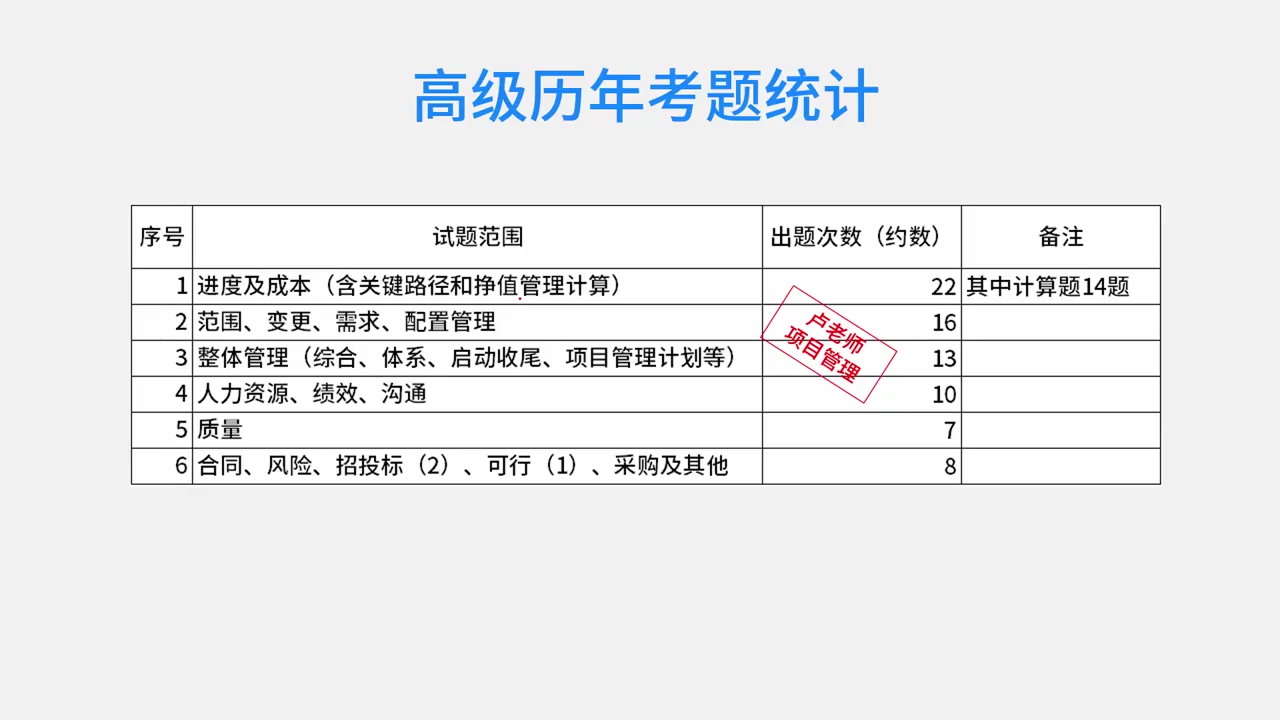 高级历年考题统计
序号 试题范围 出题次数（约数） 备注
1 进度及成本（含关键路径和挣值管理计算） 22 其中计算题14题
2 范围、变更、需求、配置管理 16
3 整体管理（综合、体系、启动收尾、项目管理计划等） 13
4 人力资源、绩效、沟通 10
5 质量 7
6 合同、风险、招投标（2）、可行（1）、采购及其他 8
卢老师
项目管理